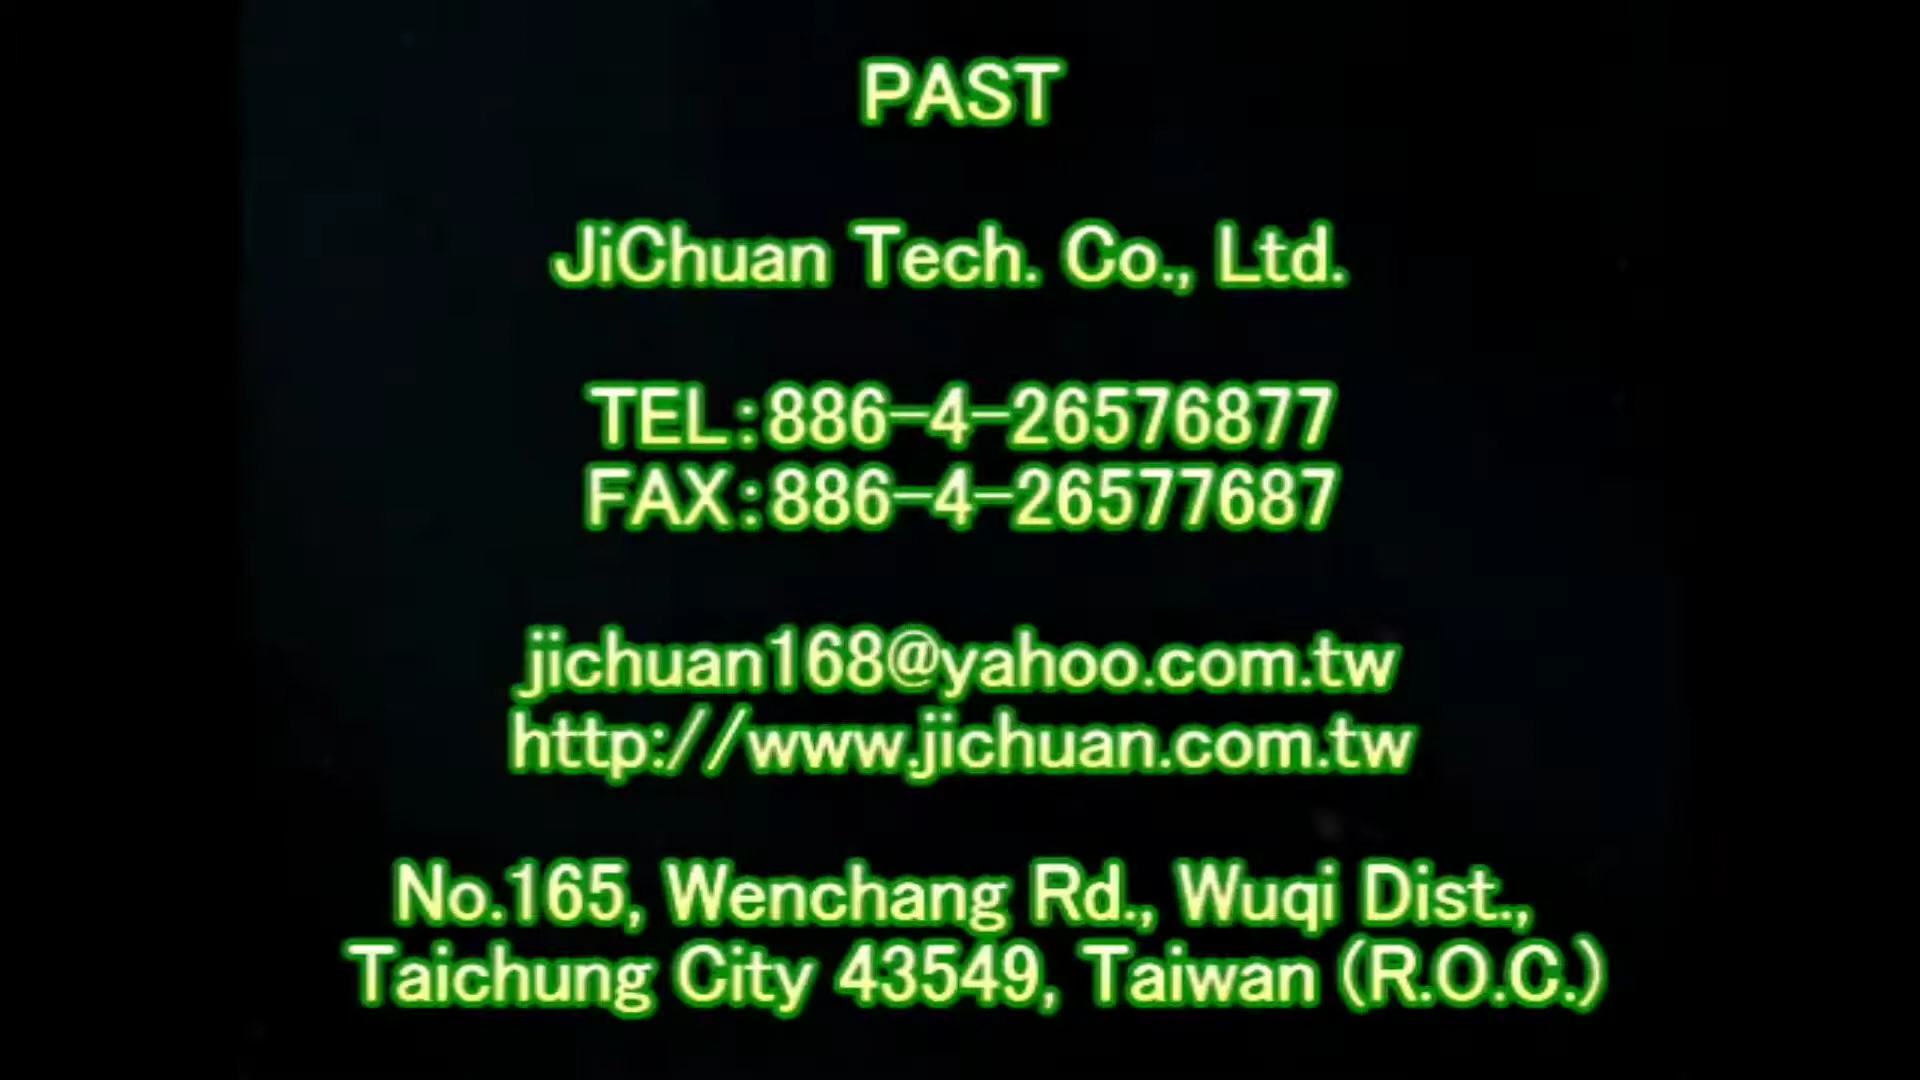 PAST
JiChuan Tech. Co., Ltd.
TEL:886-4-26576877
FAX:886-4-26577687
jichuan168@yahoo.com.tw
http://www.jichuan.com.tw
No.165, Wenchang Rd., Wuqi Dist.,
Taichung City 43549, Taiwan (R.O.C.)